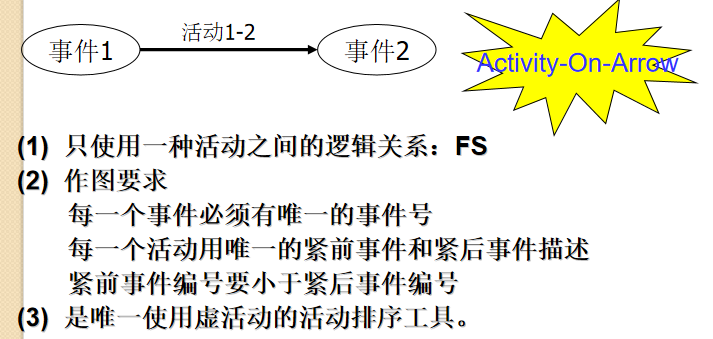 事件1
活动1-2
事件2
Activity-On-Arrow
(1) 只使用一种活动之间的逻辑关系：FS
(2) 作图要求
每一个事件必须有唯一的事件号
每一个活动用唯一的紧前事件和紧后事件描述
紧前事件编号要小于紧后事件编号
(3) 是唯一使用虚活动的活动排序工具。